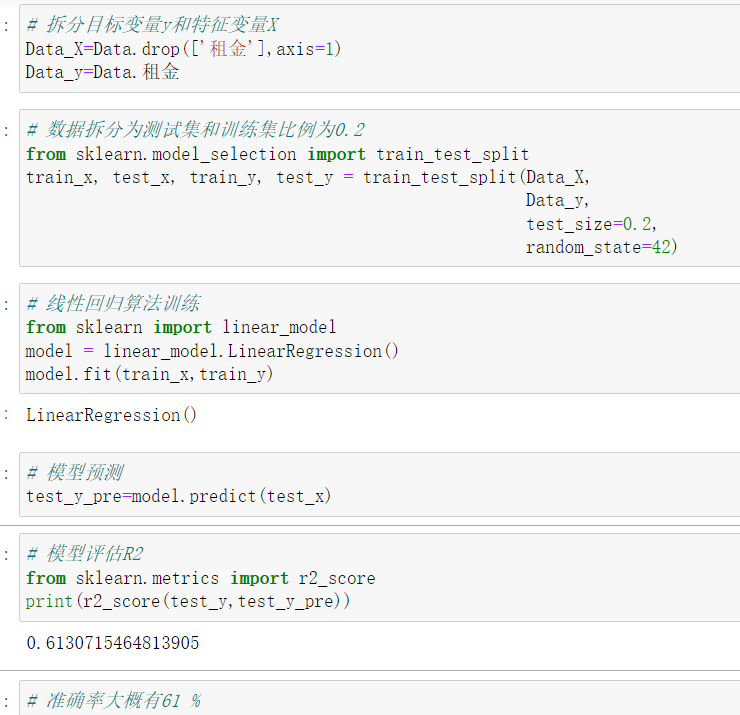 # 拆分目标变量y和特征变量X
Data_X=Data.drop(['租金'],axis=1)
Data_y=Data.租金
# 数据拆分为测试集和训练集比例为0.2
from sklearn.model_selection import train_test_split
train_x, test_x, train_y, test_y = train_test_split(Data_X,
Data_y,
test_size=0.2,
random_state=42)
# 线性回归算法训练
from sklearn import linear_model
model = linear_model.LinearRegression()
model.fit(train_x,train_y)
LinearRegression()
# 模型预测
test_y_pre=model.predict(test_x)
# 模型评估R2
from sklearn.metrics import r2_score
print(r2_score(test_y,test_y_pre))
0.6130715464813905
# 准确率大概有61 %